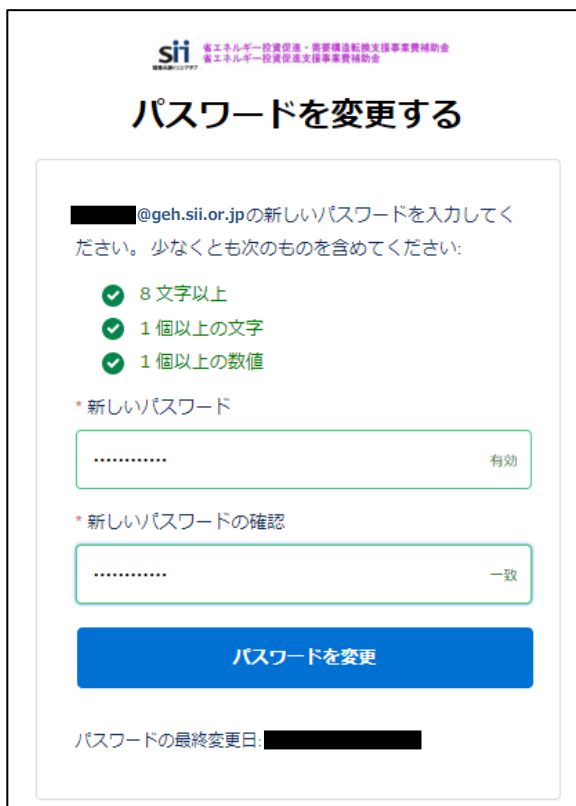 sii 省エネルギー投資促進・需要構造転換支援事業費補助金
省エネルギー投資促進支援事業費補助金
パスワードを変更する
@geh.sii.or.jpの新しいパスワードを入力してく
ださい。 少なくとも次のものを含めてください:
8 文字以上
1 個以上の文字
1 個以上の数値
* 新しいパスワード
............ 有効
* 新しいパスワードの確認
............ 一致
パスワードを変更
パスワードの最終変更日: